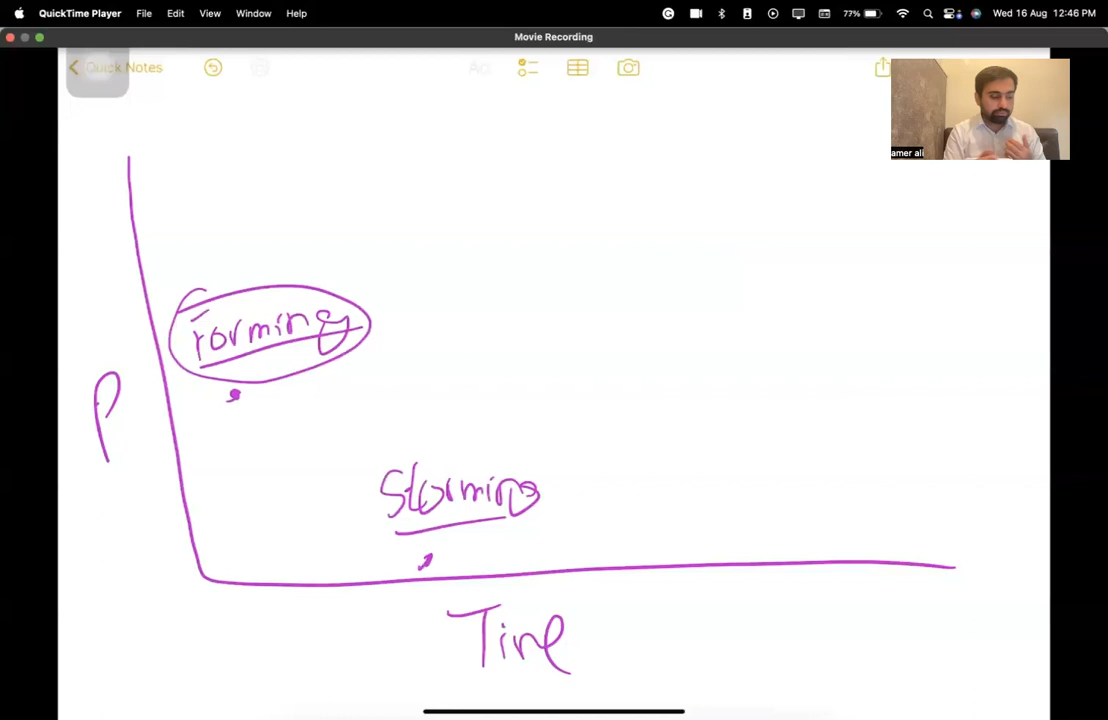 QuickTime Player File Edit View Window Help 77% Wed 16 Aug 12:46 PM
Movie Recording
Quick Notes Aa
amer ali
Forming
P
Storming
Time